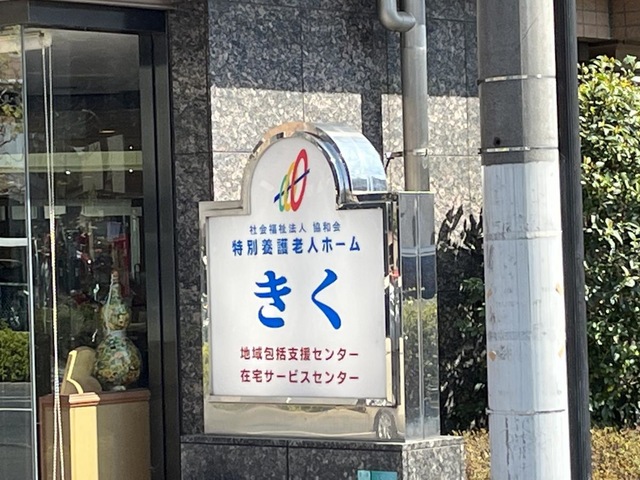 社会福祉法人 協和会
特別養護老人ホーム
きく
地域包括支援センター
在宅サービスセンター